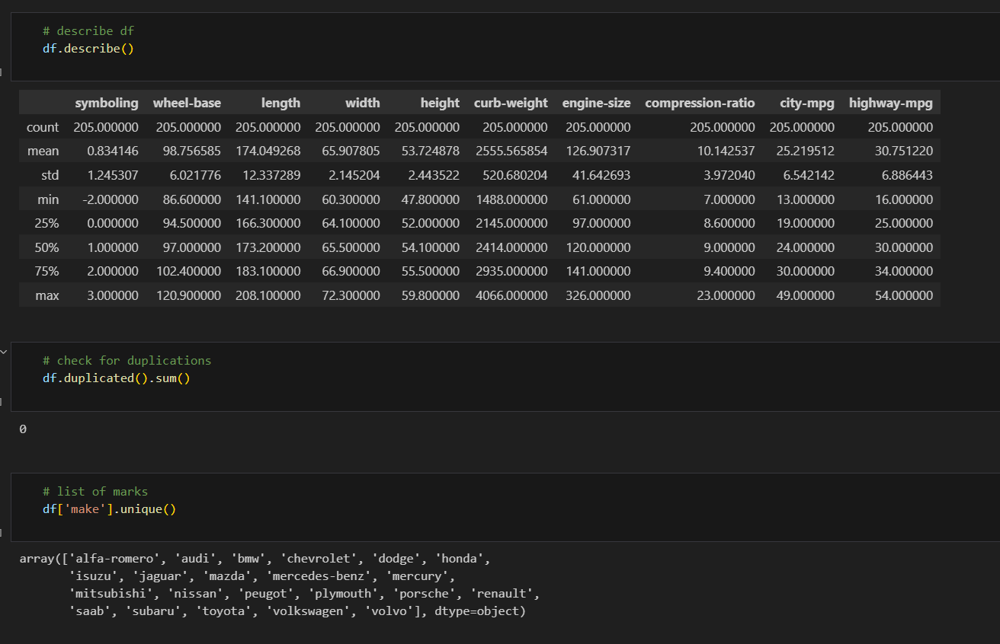 # describe df
df.describe()
symboling wheel-base length width height curb-weight engine-size compression-ratio city-mpg highway-mpg
count 205.000000 205.000000 205.000000 205.000000 205.000000 205.000000 205.000000 205.000000 205.000000 205.000000
mean 0.834146 98.756585 174.049268 65.907805 53.724878 2555.565854 126.907317 10.142537 25.219512 30.751220
std 1.245307 6.021776 12.337289 2.145204 2.443522 520.680204 41.642693 3.972040 6.542142 6.886443
min -2.000000 86.600000 141.100000 60.300000 47.800000 1488.000000 61.000000 7.000000 13.000000 16.000000
25% 0.000000 94.500000 166.300000 64.100000 52.000000 2145.000000 97.000000 8.600000 19.000000 25.000000
50% 1.000000 97.000000 173.200000 65.500000 54.100000 2414.000000 120.000000 9.000000 24.000000 30.000000
75% 2.000000 102.400000 183.100000 66.900000 55.500000 2935.000000 141.000000 9.400000 30.000000 34.000000
max 3.000000 120.900000 208.100000 72.300000 59.800000 4066.000000 326.000000 23.000000 49.000000 54.000000
# check for duplications
df.duplicated().sum()
0
# list of marks
df['make'].unique()
array(['alfa-romero', 'audi', 'bmw', 'chevrolet', 'dodge', 'honda',
'isuzu', 'jaguar', 'mazda', 'mercedes-benz', 'mercury',
'mitsubishi', 'nissan', 'peugot', 'plymouth', 'porsche', 'renault',
'saab', 'subaru', 'toyota', 'volkswagen', 'volvo'], dtype=object)